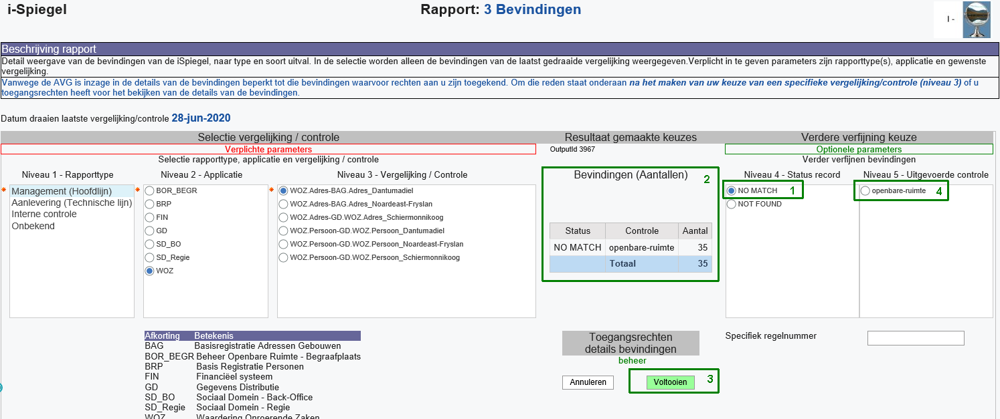 i-Spiegel
Rapport: 3 Bevindingen
I -
Beschrijving rapport
Detail weergave van de bevindingen van de iSpiegel, naar type en soort uitval. In de selectie worden alleen de bevindingen van de laatst gedraaide vergelijking weergegeven.Verplicht in te geven parameters zijn rapporttype(s), applicatie en gewenste
vergelijking.
Vanwege de AVG is inzage in de details van de bevindingen beperkt tot die bevindingen waarvoor rechten aan u zijn toegekend. Om die reden staat onderaan na het maken van uw keuze van een specifieke vergelijking/controle (niveau 3) of u
toegangsrechten heeft voor het bekijken van de details van de bevindingen.
Datum draaien laatste vergelijking/controle 28-jun-2020
Selectie vergelijking / controle
Verplichte parameters
Selectie rapporttype, applicatie en vergelijking / controle
Niveau 1 - Rapporttype
* Management (Hoofdlijn)
Aanlevering (Technische lijn)
Interne controle
Onbekend
Niveau 2 - Applicatie
* BOR_BEGR
BRP
FIN
GD
SD_BO
SD_Regie
WOZ
Niveau 3 - Vergelijking / Controle
* WOZ.Adres-BAG.Adres_Dantumadiel
WOZ.Adres-BAG.Adres_Noardeast-Fryslan
WOZ.Adres-GD.WOZ.Adres_Schiermonnikoog
WOZ.Persoon-GD.WOZ.Persoon_Dantumadiel
WOZ.Persoon-GD.WOZ.Persoon_Noardeast-Fryslan
WOZ.Persoon-GD.WOZ.Persoon_Schiermonnikoog
Resultaat gemaakte keuzes
OutputId 3967
Bevindingen (Aantallen) 2
Status Controle Aantal
NO MATCH openbare-ruimte 35
Totaal 35
Verdere verfijning keuze
Optionele parameters
Verder verfijnen bevindingen
Niveau 4 - Status record
NO MATCH 1
NOT FOUND
Niveau 5 - Uitgevoerde controle
openbare-ruimte 4
Afkorting Betekenis
BAG Basisregistratie Adressen Gebouwen
BOR_BEGR Beheer Openbare Ruimte - Begraafplaats
BRP Basis Registratie Personen
FIN Financiëel systeem
GD Gegevens Distributie
SD_BO Sociaal Domein - Back-Office
SD_Regie Sociaal Domein - Regie
WOZ Waardering Onroerende Zaken
Toegangsrechten
details bevindingen
beheer
Annuleren
Voltooien 3
Specifiek regelnummer